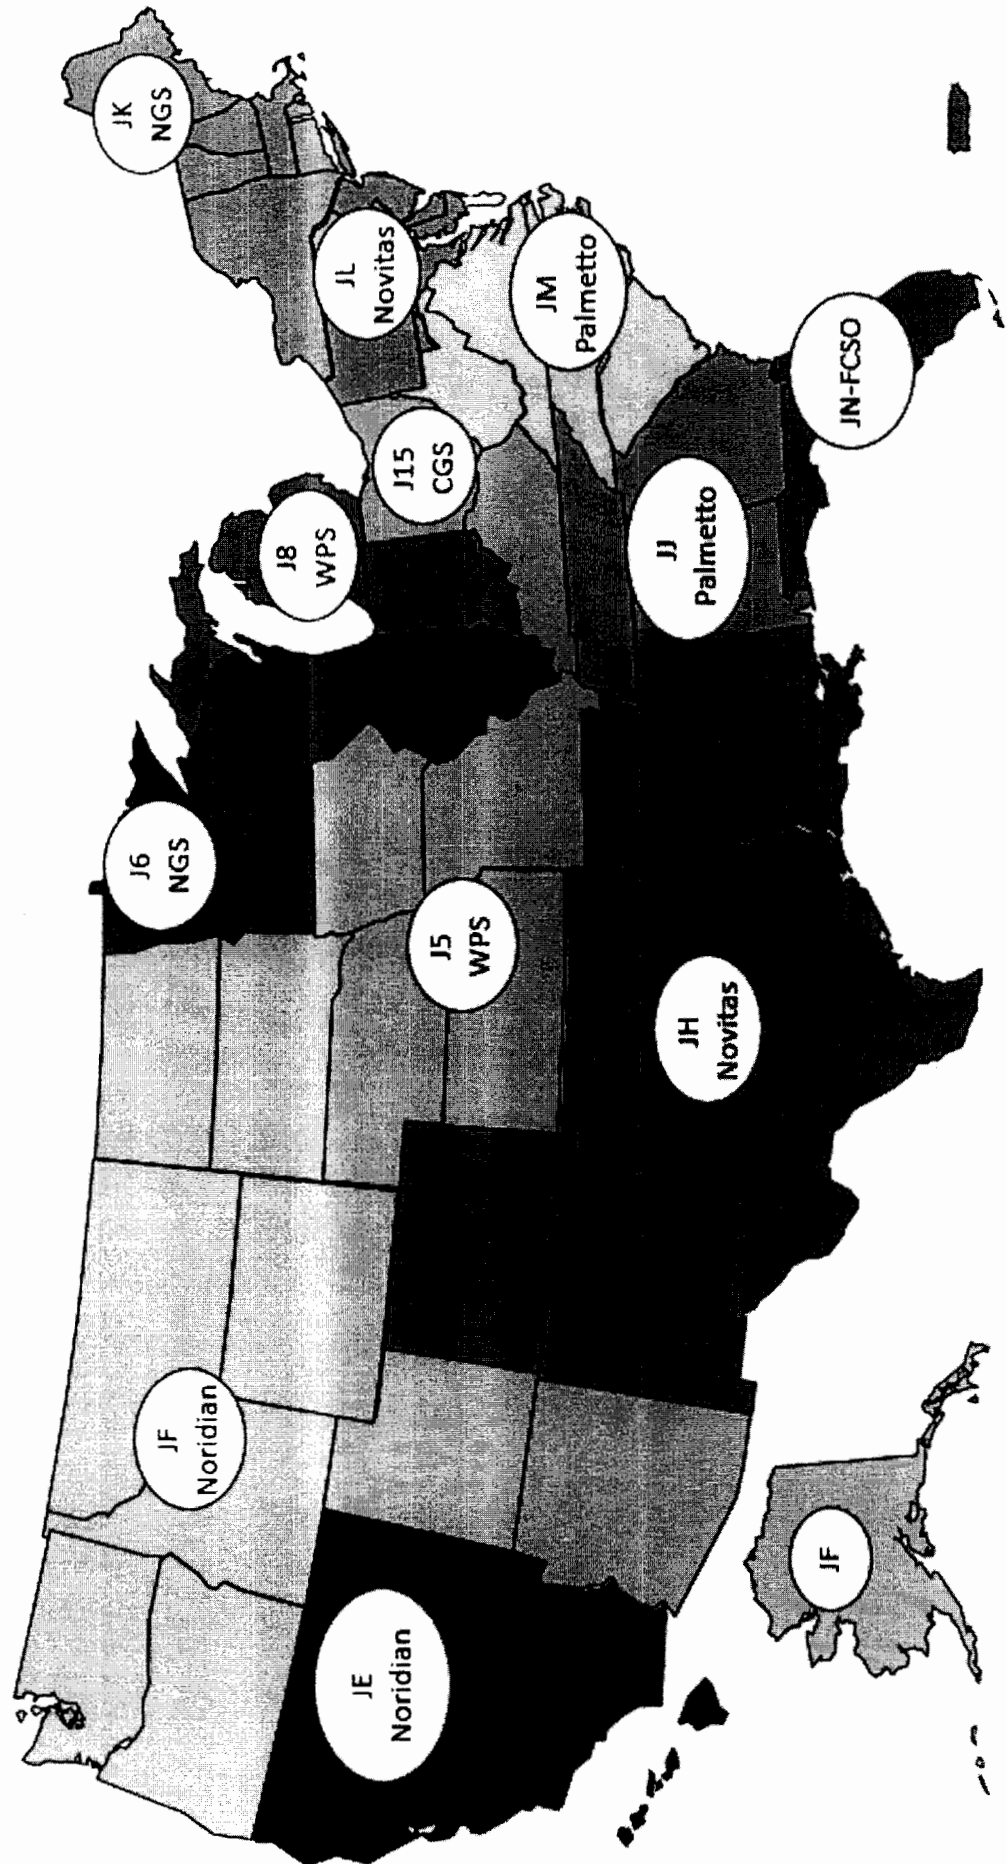 JF
Noridian
JE
Noridian
JF
J6
NGS
J5
WPS
JH
Novitas
J8
WPS
J15
CGS
JJ
Palmetto
JK
NGS
JL
Novitas
JM
Palmetto
JN-FCSO